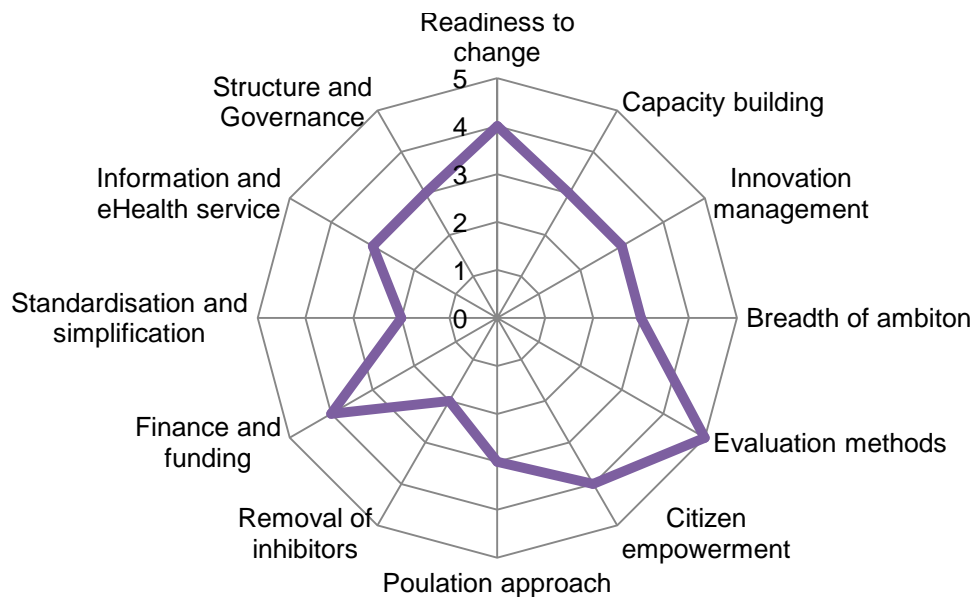 Readiness to
change
Structure and
Governance
Capacity building
Information and
eHealth service
Innovation
management
Standardisation and
simplification
Breadth of ambiton
Finance and
funding
Evaluation methods
Removal of
inhibitors
Citizen
empowerment
Poulation approach
5
4
3
2
1
0